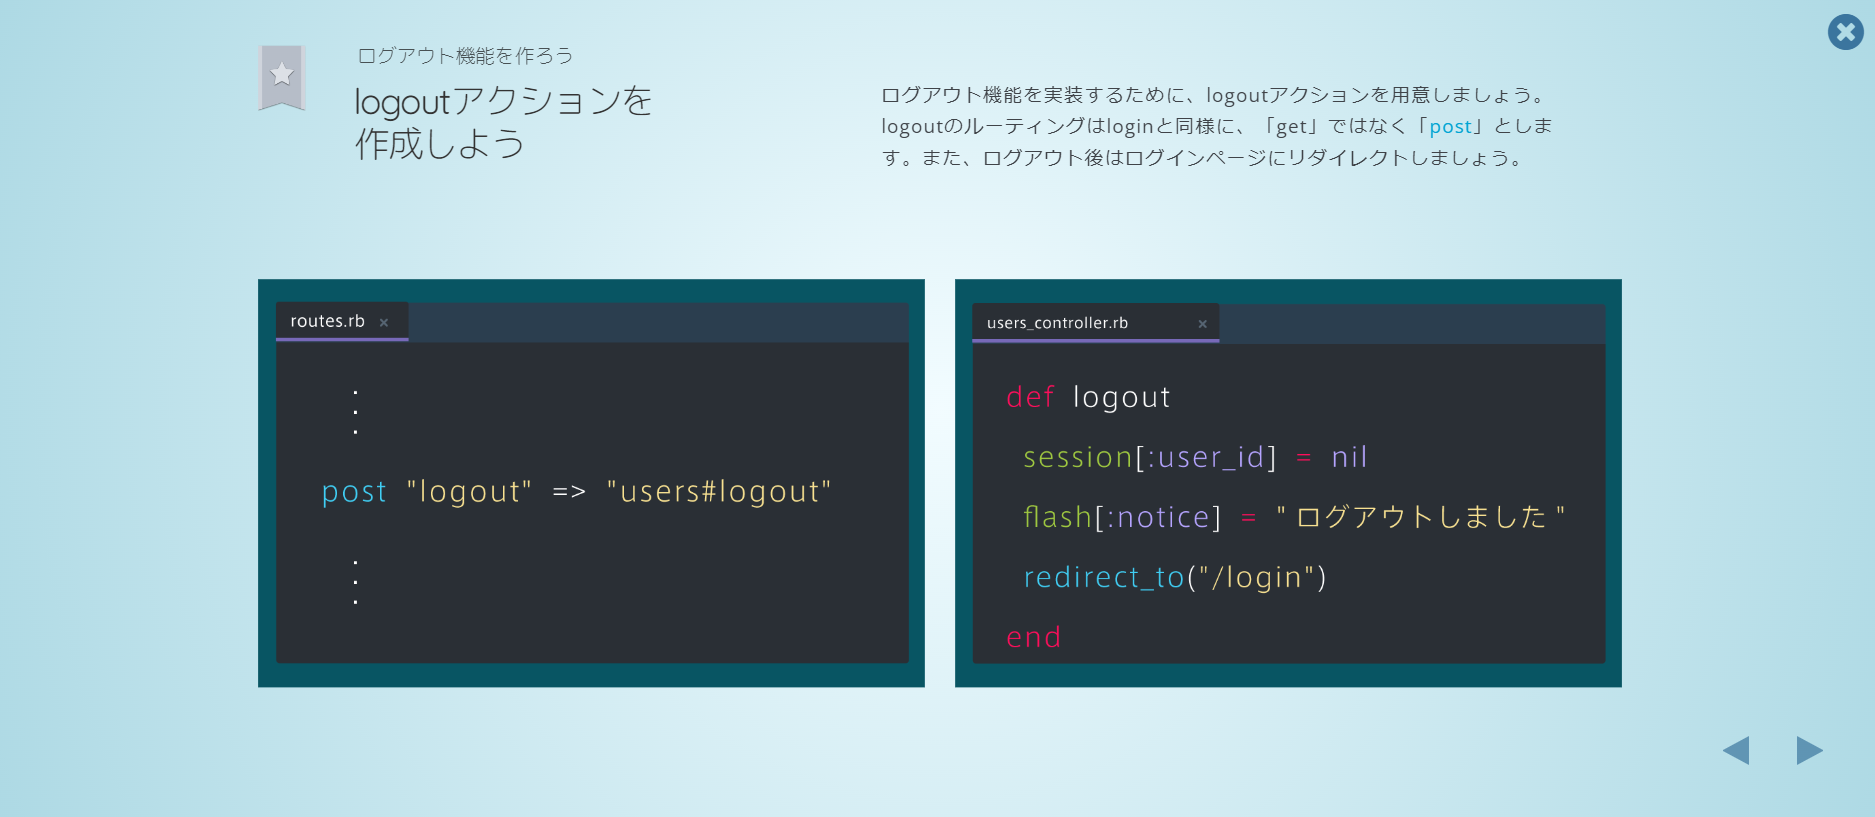 ログアウト機能を作ろう
logoutアクションを
作成しよう
ログアウト機能を実装するために、logoutアクションを用意しましょう。
logoutのルーティングはloginと同様に、「get」ではなく「post」としま
す。また、ログアウト後はログインページにリダイレクトしましょう。
routes.rb ×
post "logout" => "users#logout"
users_controller.rb ×
def logout
session[:user_id] = nil
flash[:notice] = " ログアウトしました "
redirect_to("/login")
end